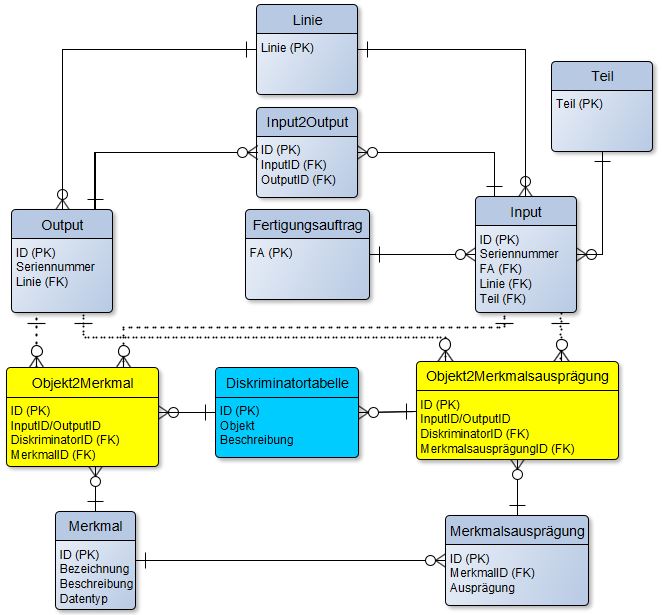 Linie
Linie (PK)
Teil
Teil (PK)
Input2Output
ID (PK)
InputID (FK)
OutputID (FK)
Output
ID (PK)
Seriennummer
Linie (FK)
Fertigungsauftrag
FA (PK)
Input
ID (PK)
Seriennummer
FA (FK)
Linie (FK)
Teil (FK)
Objekt2Merkmal
ID (PK)
InputID/OutputID
DiskriminatorID (FK)
MerkmalID (FK)
Diskriminatortabelle
ID (PK)
Objekt
Beschreibung
Objekt2Merkmalsausprägung
ID (PK)
InputID/OutputID
DiskriminatorID (FK)
MerkmalsausprägungID (FK)
Merkmal
ID (PK)
Bezeichnung
Beschreibung
Datentyp
Merkmalsausprägung
ID (PK)
MerkmalID (FK)
Ausprägung